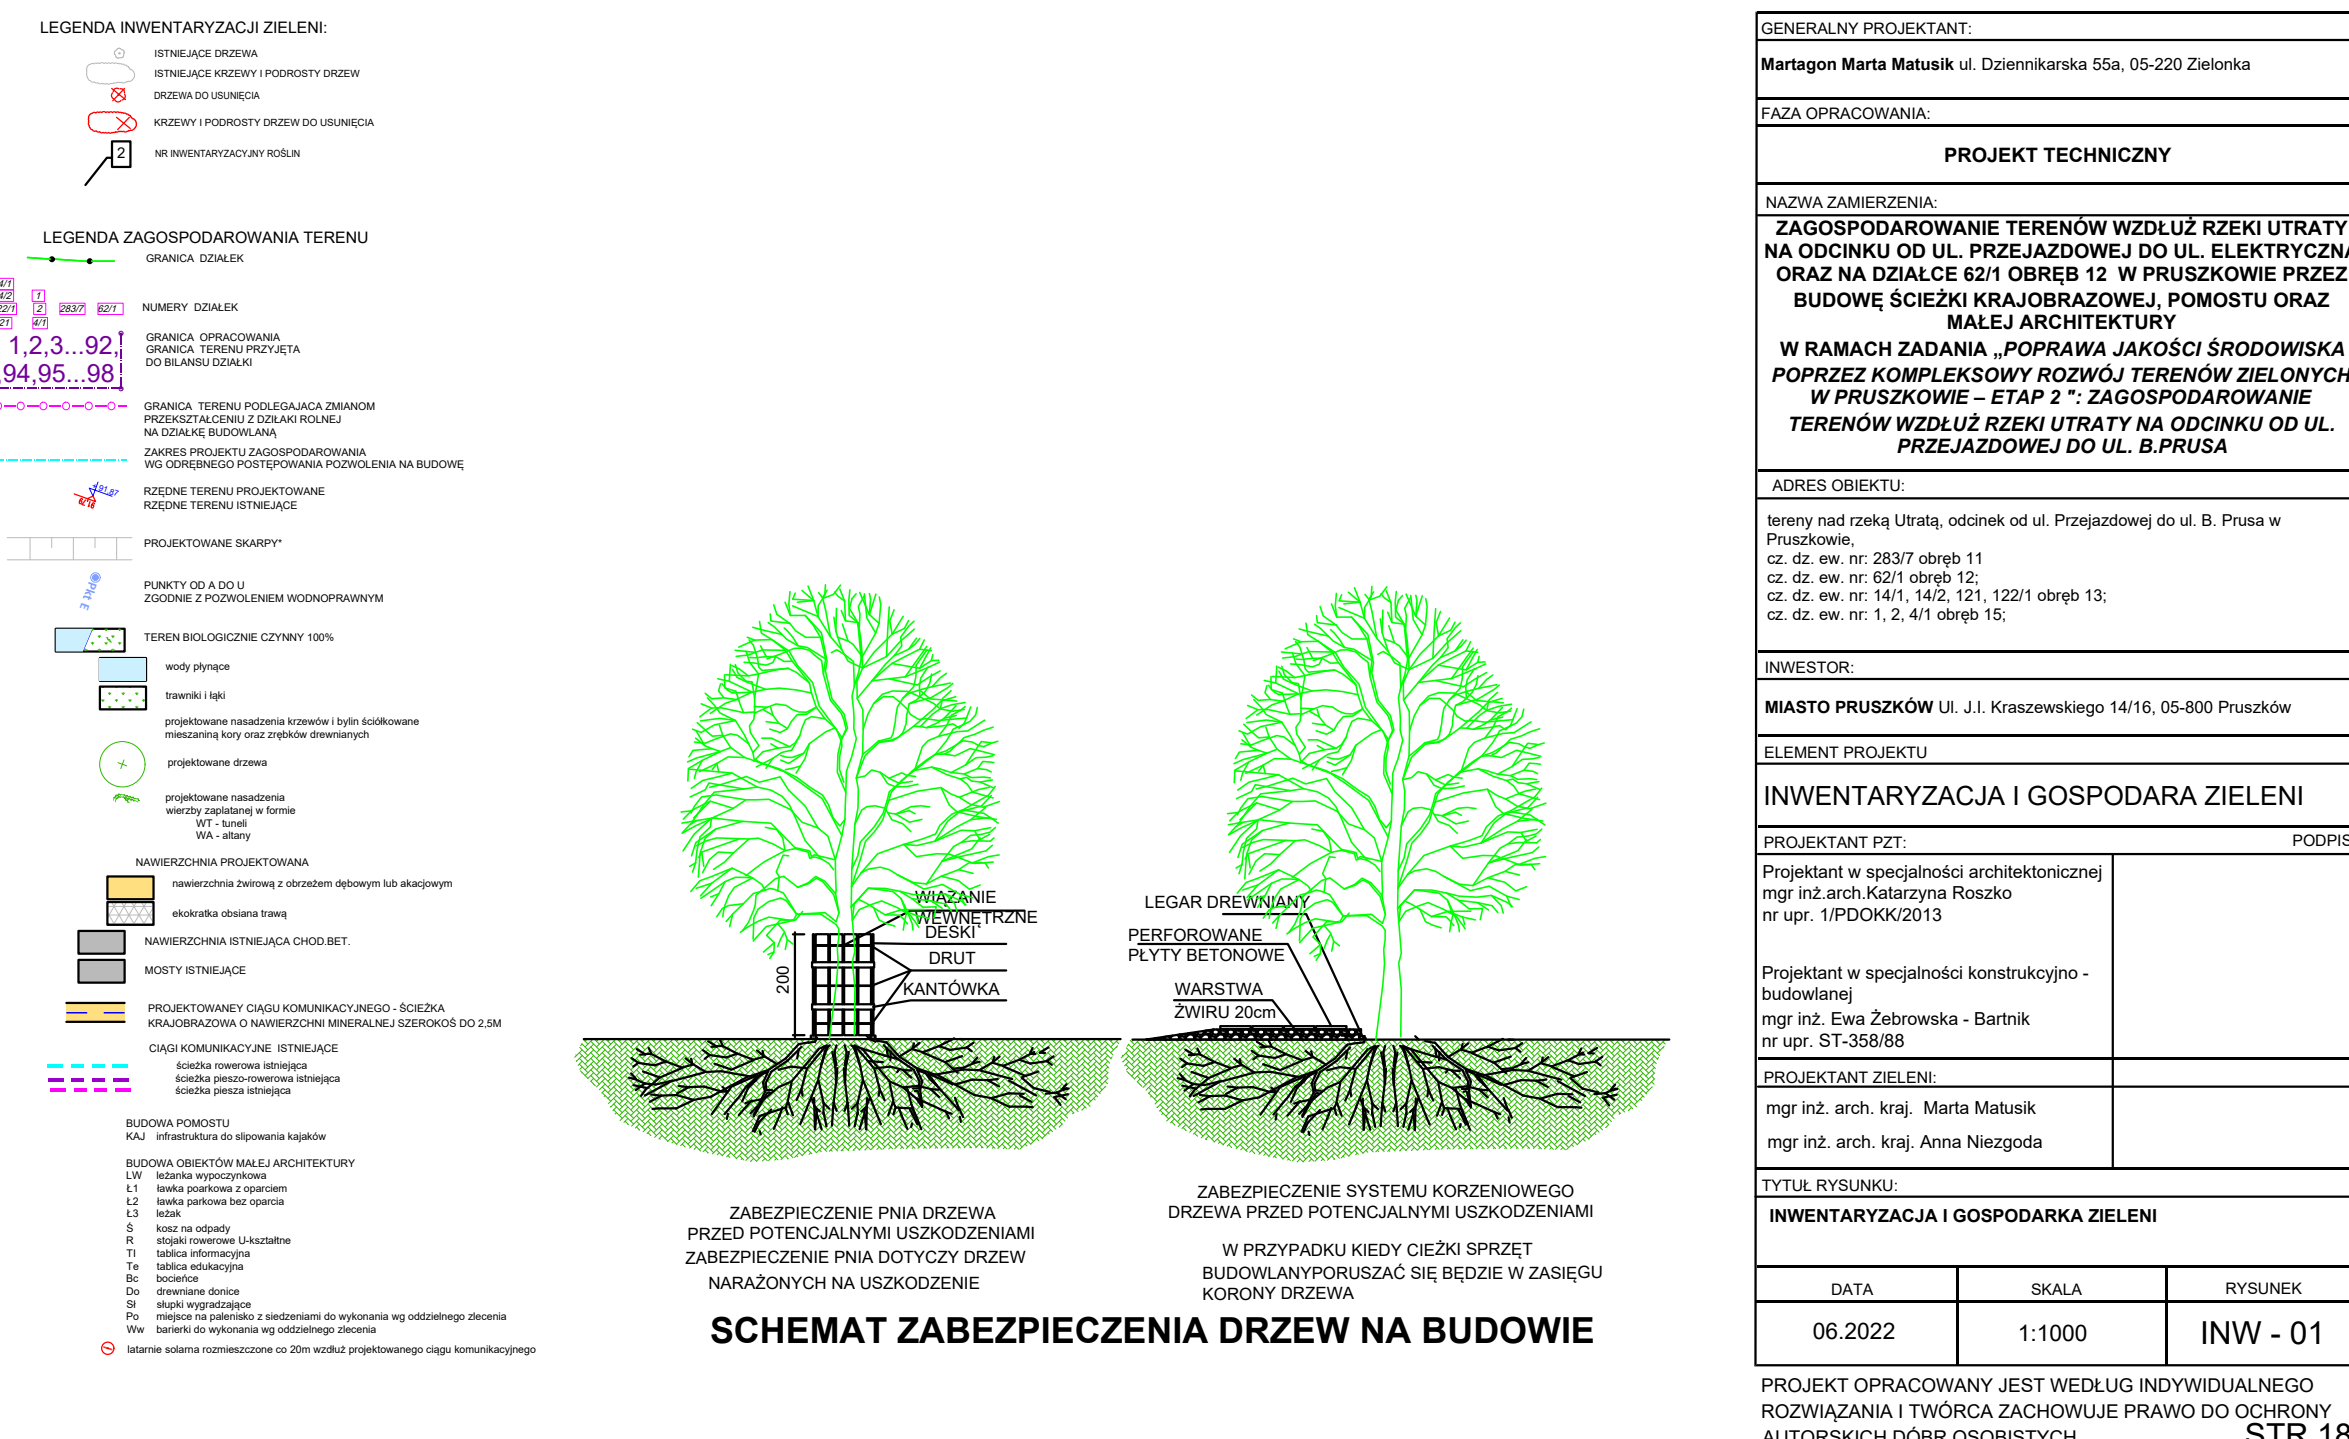 LEGENDA INWENTARYZACJI ZIELENI:
ISTNIEJĄCE DRZEWA
ISTNIEJĄCE KRZEWY I PODROSTY DRZEW
DRZEWA DO USUNIĘCIA
KRZEWY I PODROSTY DRZEW DO USUNIĘCIA
2
NR INWENTARYZACYJNY ROŚLIN
LEGENDA ZAGOSPODAROWANIA TERENU
GRANICA DZIAŁEK
4/1
4/2 1
22/1 2 283/7 62/1
21 4/1
NUMERY DZIAŁEK
1,2,3...92,
,94,95...98
GRANICA OPRACOWANIA
GRANICA TERENU PRZYJĘTA
DO BILANSU DZIAŁKI
GRANICA TERENU PODLEGAJACA ZMIANOM
PRZEKSZTAŁCENIU Z DZIŁAKI ROLNEJ
NA DZIAŁKĘ BUDOWLANĄ
ZAKRES PROJEKTU ZAGOSPODAROWANIA
WG ODRĘBNEGO POSTĘPOWANIA POZWOLENIA NA BUDOWĘ
91,87
RZĘDNE TERENU PROJEKTOWANE
RZĘDNE TERENU ISTNIEJĄCE
PROJEKTOWANE SKARPY*
Pkt E
PUNKTY OD A DO U
ZGODNIE Z POZWOLENIEM WODNOPRAWNYM
TEREN BIOLOGICZNIE CZYNNY 100%
wody płynące
trawniki i łąki
projektowane nasadzenia krzewów i bylin ściółkowane
mieszaniną kory oraz zrębków drewnianych
projektowane drzewa
projektowane nasadzenia
wierzby zaplatanej w formie
WT - tuneli
WA - altany
NAWIERZCHNIA PROJEKTOWANA
nawierzchnia żwirową z obrzeżem dębowym lub akacjowym
ekokratka obsiana trawą
NAWIERZCHNIA ISTNIEJĄCA CHOD.BET.
MOSTY ISTNIEJĄCE
PROJEKTOWANEY CIĄGU KOMUNIKACYJNEGO - ŚCIEŻKA
KRAJOBRAZOWA O NAWIERZCHNI MINERALNEJ SZEROKOŚ DO 2,5M
CIĄGI KOMUNIKACYJNE ISTNIEJĄCE
ścieżka rowerowa istniejąca
ścieżka pieszo-rowerowa istniejąca
ścieżka piesza istniejąca
BUDOWA POMOSTU
KAJ infrastruktura do slipowania kajaków
BUDOWA OBIEKTÓW MAŁEJ ARCHITEKTURY
LW leżanka wypoczynkowa
Ł1 ławka poarkowa z oparciem
Ł2 ławka parkowa bez oparcia
Ł3 leżak
Ś kosz na odpady
R stojaki rowerowe U-kształtne
TI tablica informacyjna
Te tablica edukacyjna
Bc bocieńce
Do drewniane donice
Sł słupki wygradzające
Po miejsce na palenisko z siedzeniami do wykonania wg oddzielnego zlecenia
Ww barierki do wykonania wg oddzielnego zlecenia
latarnie solarna rozmieszczone co 20m wzdłuż projektowanego ciągu komunikacyjnego
WIĄZANIE
WEWNĘTRZNE
DESKI
DRUT
KANTÓWKA
200
LEGAR DREWNIANY
PERFOROWANE
PŁYTY BETONOWE
WARSTWA
ŻWIRU 20cm
ZABEZPIECZENIE PNIA DRZEWA
PRZED POTENCJALNYMI USZKODZENIAMI
ZABEZPIECZENIE PNIA DOTYCZY DRZEW
NARAŻONYCH NA USZKODZENIE
ZABEZPIECZENIE SYSTEMU KORZENIOWEGO
DRZEWA PRZED POTENCJALNYMI USZKODZENIAMI
W PRZYPADKU KIEDY CIEŻKI SPRZĘT
BUDOWLANYPORUSZAĆ SIĘ BĘDZIE W ZASIĘGU
KORONY DRZEWA
SCHEMAT ZABEZPIECZENIA DRZEW NA BUDOWIE
GENERALNY PROJEKTANT:
Martagon Marta Matusik ul. Dziennikarska 55a, 05-220 Zielonka
FAZA OPRACOWANIA:
PROJEKT TECHNICZNY
NAZWA ZAMIERZENIA:
ZAGOSPODAROWANIE TERENÓW WZDŁUŻ RZEKI UTRATY
NA ODCINKU OD UL. PRZEJAZDOWEJ DO UL. ELEKTRYCZNA
ORAZ NA DZIAŁCE 62/1 OBRĘB 12 W PRUSZKOWIE PRZEZ
BUDOWĘ ŚCIEŻKI KRAJOBRAZOWEJ, POMOSTU ORAZ
MAŁEJ ARCHITEKTURY
W RAMACH ZADANIA „POPRAWA JAKOŚCI ŚRODOWISKA
POPRZEZ KOMPLEKSOWY ROZWÓJ TERENÓW ZIELONYCH
W PRUSZKOWIE – ETAP 2 ": ZAGOSPODAROWANIE
TERENÓW WZDŁUŻ RZEKI UTRATY NA ODCINKU OD UL.
PRZEJAZDOWEJ DO UL. B.PRUSA
ADRES OBIEKTU:
tereny nad rzeką Utratą, odcinek od ul. Przejazdowej do ul. B. Prusa w
Pruszkowie,
cz. dz. ew. nr: 283/7 obręb 11
cz. dz. ew. nr: 62/1 obręb 12;
cz. dz. ew. nr: 14/1, 14/2, 121, 122/1 obręb 13;
cz. dz. ew. nr: 1, 2, 4/1 obręb 15;
INWESTOR:
MIASTO PRUSZKÓW Ul. J.I. Kraszewskiego 14/16, 05-800 Pruszków
ELEMENT PROJEKTU
INWENTARYZACJA I GOSPODARA ZIELENI
PROJEKTANT PZT: PODPIS
Projektant w specjalności architektonicznej
mgr inż.arch.Katarzyna Roszko
nr upr. 1/PDOKK/2013
Projektant w specjalności konstrukcyjno -
budowlanej
mgr inż. Ewa Żebrowska - Bartnik
nr upr. ST-358/88
PROJEKTANT ZIELENI:
mgr inż. arch. kraj. Marta Matusik
mgr inż. arch. kraj. Anna Niezgoda
TYTUŁ RYSUNKU:
INWENTARYZACJA I GOSPODARKA ZIELENI
DATA SKALA RYSUNEK
06.2022 1:1000 INW - 01
PROJEKT OPRACOWANY JEST WEDŁUG INDYWIDUALNEGO
ROZWIĄZANIA I TWÓRCA ZACHOWUJE PRAWO DO OCHRONY
AUTORSKICH DÓBR OSOBISTYCH
STR 18